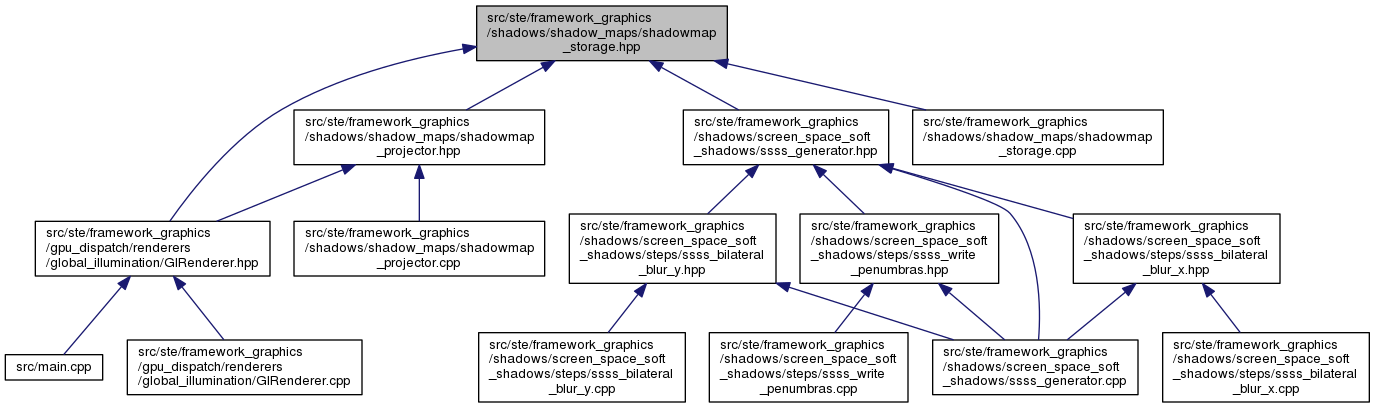 src/ste/framework_graphics
/shadows/shadow_maps/shadowmap
_storage.hpp
src/ste/framework_graphics
/shadows/shadow_maps/shadowmap
_projector.hpp
src/ste/framework_graphics
/shadows/screen_space_soft
_shadows/ssss_generator.hpp
src/ste/framework_graphics
/shadows/shadow_maps/shadowmap
_storage.cpp
src/ste/framework_graphics
/gpu_dispatch/renderers
/global_illumination/GIRenderer.hpp
src/ste/framework_graphics
/shadows/shadow_maps/shadowmap
_projector.cpp
src/ste/framework_graphics
/shadows/screen_space_soft
_shadows/steps/ssss_bilateral
_blur_y.hpp
src/ste/framework_graphics
/shadows/screen_space_soft
_shadows/steps/ssss_write
_penumbras.hpp
src/ste/framework_graphics
/shadows/screen_space_soft
_shadows/steps/ssss_bilateral
_blur_x.hpp
src/main.cpp
src/ste/framework_graphics
/gpu_dispatch/renderers
/global_illumination/GIRenderer.cpp
src/ste/framework_graphics
/shadows/screen_space_soft
_shadows/steps/ssss_bilateral
_blur_y.cpp
src/ste/framework_graphics
/shadows/screen_space_soft
_shadows/steps/ssss_write
_penumbras.cpp
src/ste/framework_graphics
/shadows/screen_space_soft
_shadows/ssss_generator.cpp
src/ste/framework_graphics
/shadows/screen_space_soft
_shadows/steps/ssss_bilateral
_blur_x.cpp